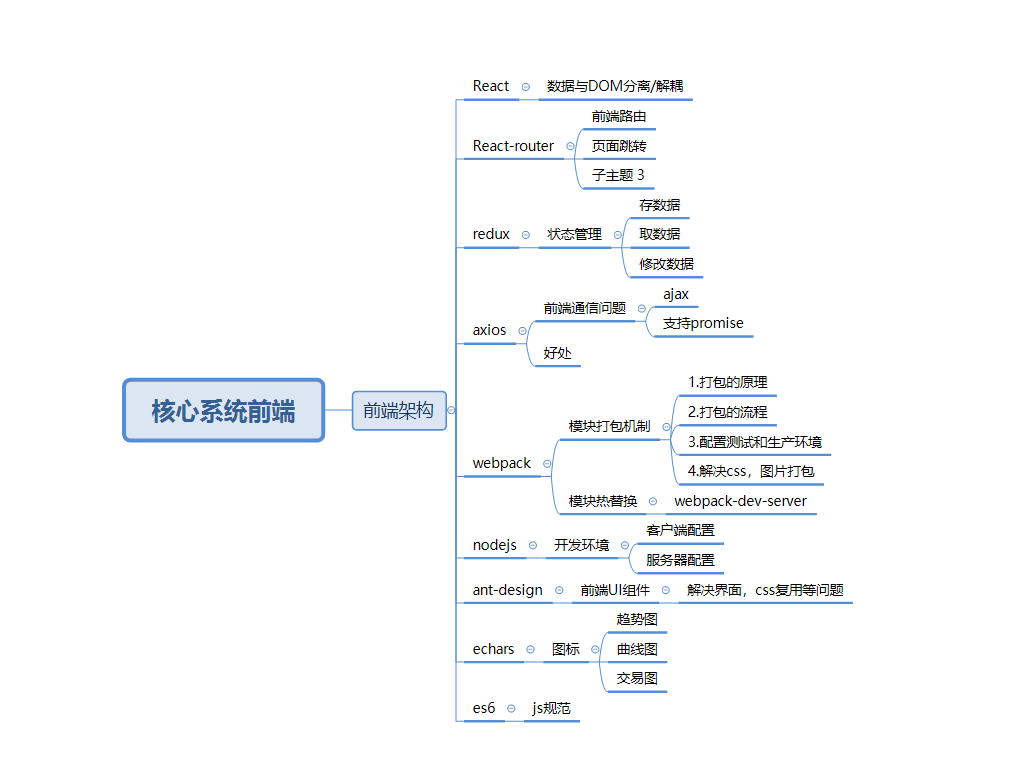 核心系统前端
前端架构
React
数据与DOM分离/解耦
React-router
前端路由
页面跳转
子主题 3
redux
状态管理
存数据
取数据
修改数据
axios
前端通信问题
ajax
支持promise
好处
webpack
模块打包机制
1.打包的原理
2.打包的流程
3.配置测试和生产环境
4.解决css，图片打包
模块热替换
webpack-dev-server
nodejs
开发环境
客户端配置
服务器配置
ant-design
前端UI组件
解决界面，css复用等问题
echars
图标
趋势图
曲线图
交易图
es6
js规范